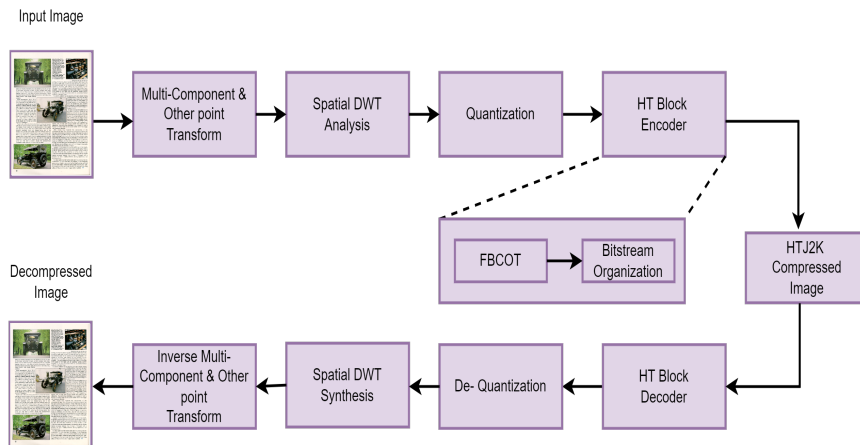 Input Image
Multi-Component &
Other point
Transform
Spatial DWT
Analysis
Quantization
HT Block
Encoder
FBCOT
Bitstream
Organization
HTJ2K
Compressed
Image
Decompressed
Image
Inverse Multi-
Component & Other
point
Transform
Spatial DWT
Synthesis
De- Quantization
HT Block
Decoder